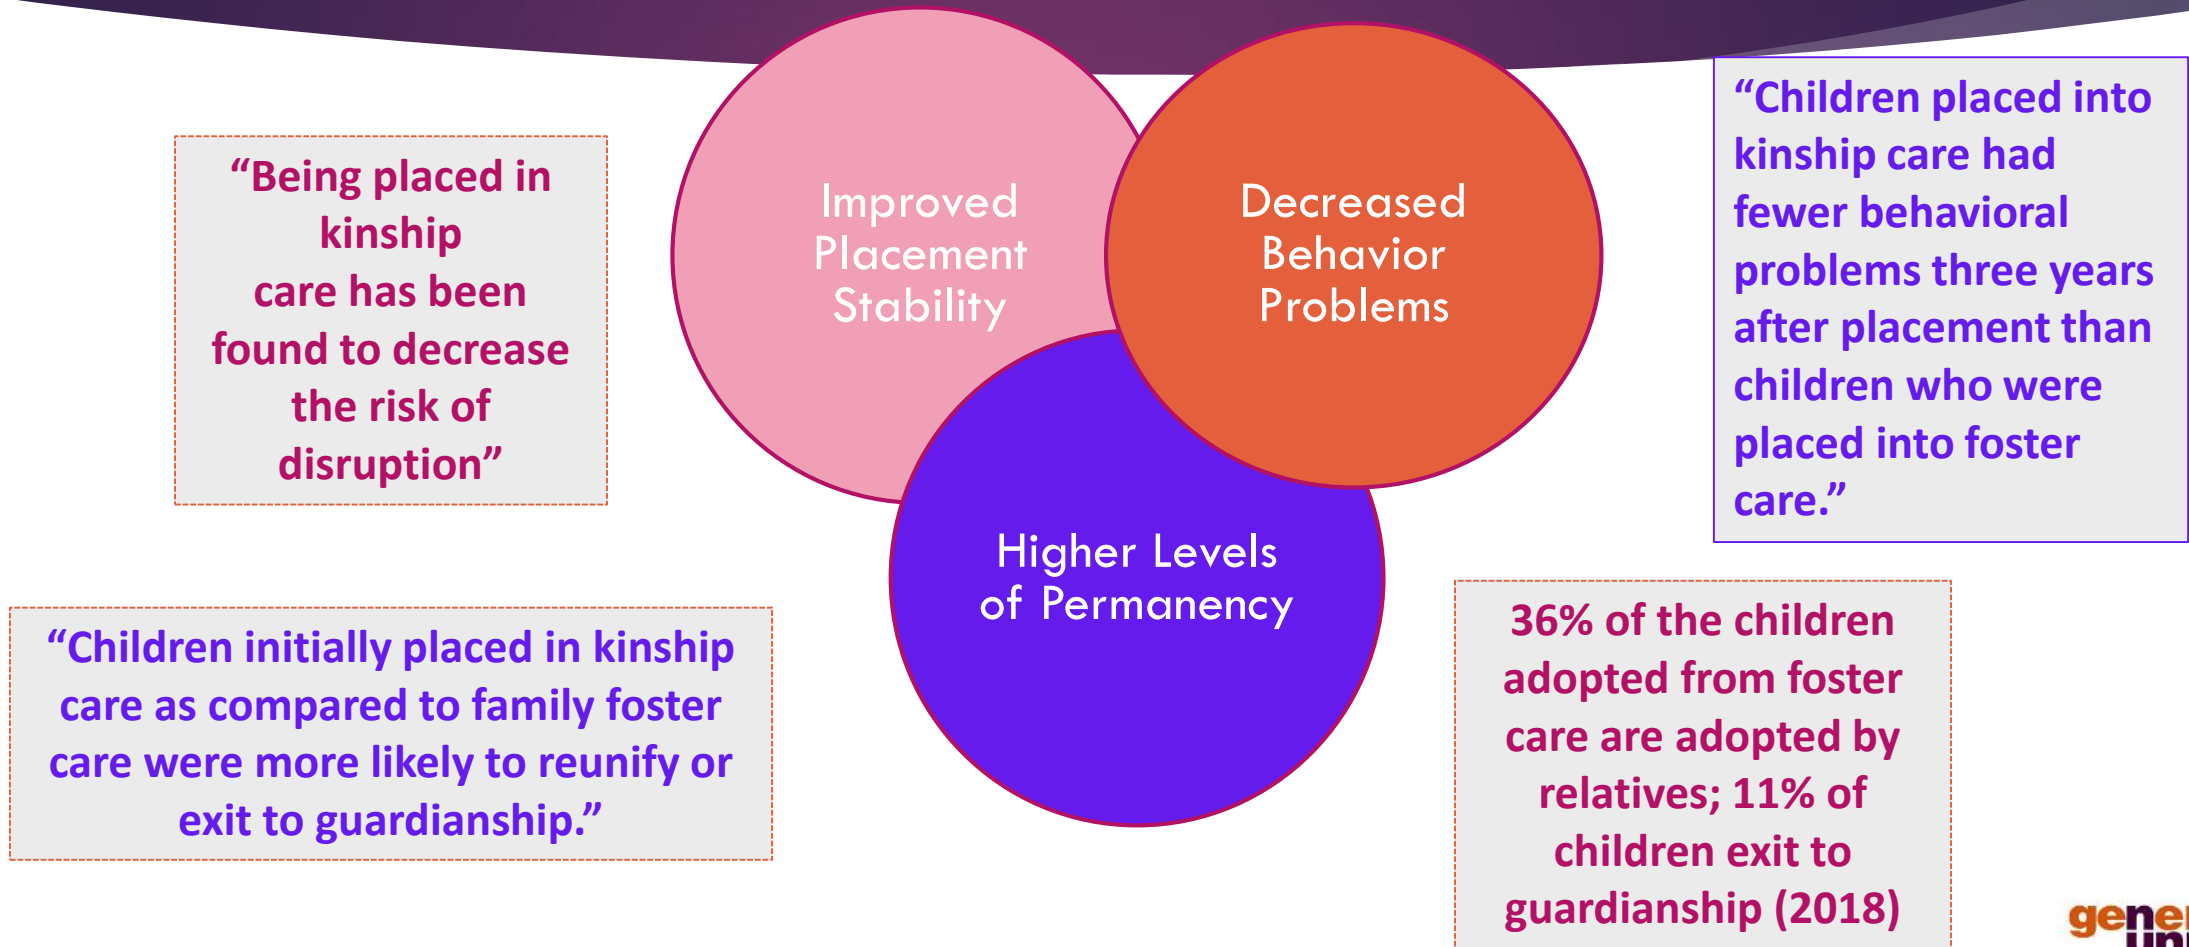 “Being placed in
kinship
care has been
found to decrease
the risk of
disruption”
Improved
Placement
Stability
Decreased
Behavior
Problems
“Children placed into
kinship care had
fewer behavioral
problems three years
after placement than
children who were
placed into foster
care.”
Higher Levels
of Permanency
“Children initially placed in kinship
care as compared to family foster
care were more likely to reunify or
exit to guardianship.”
36% of the children
adopted from foster
care are adopted by
relatives; 11% of
children exit to
guardianship (2018)